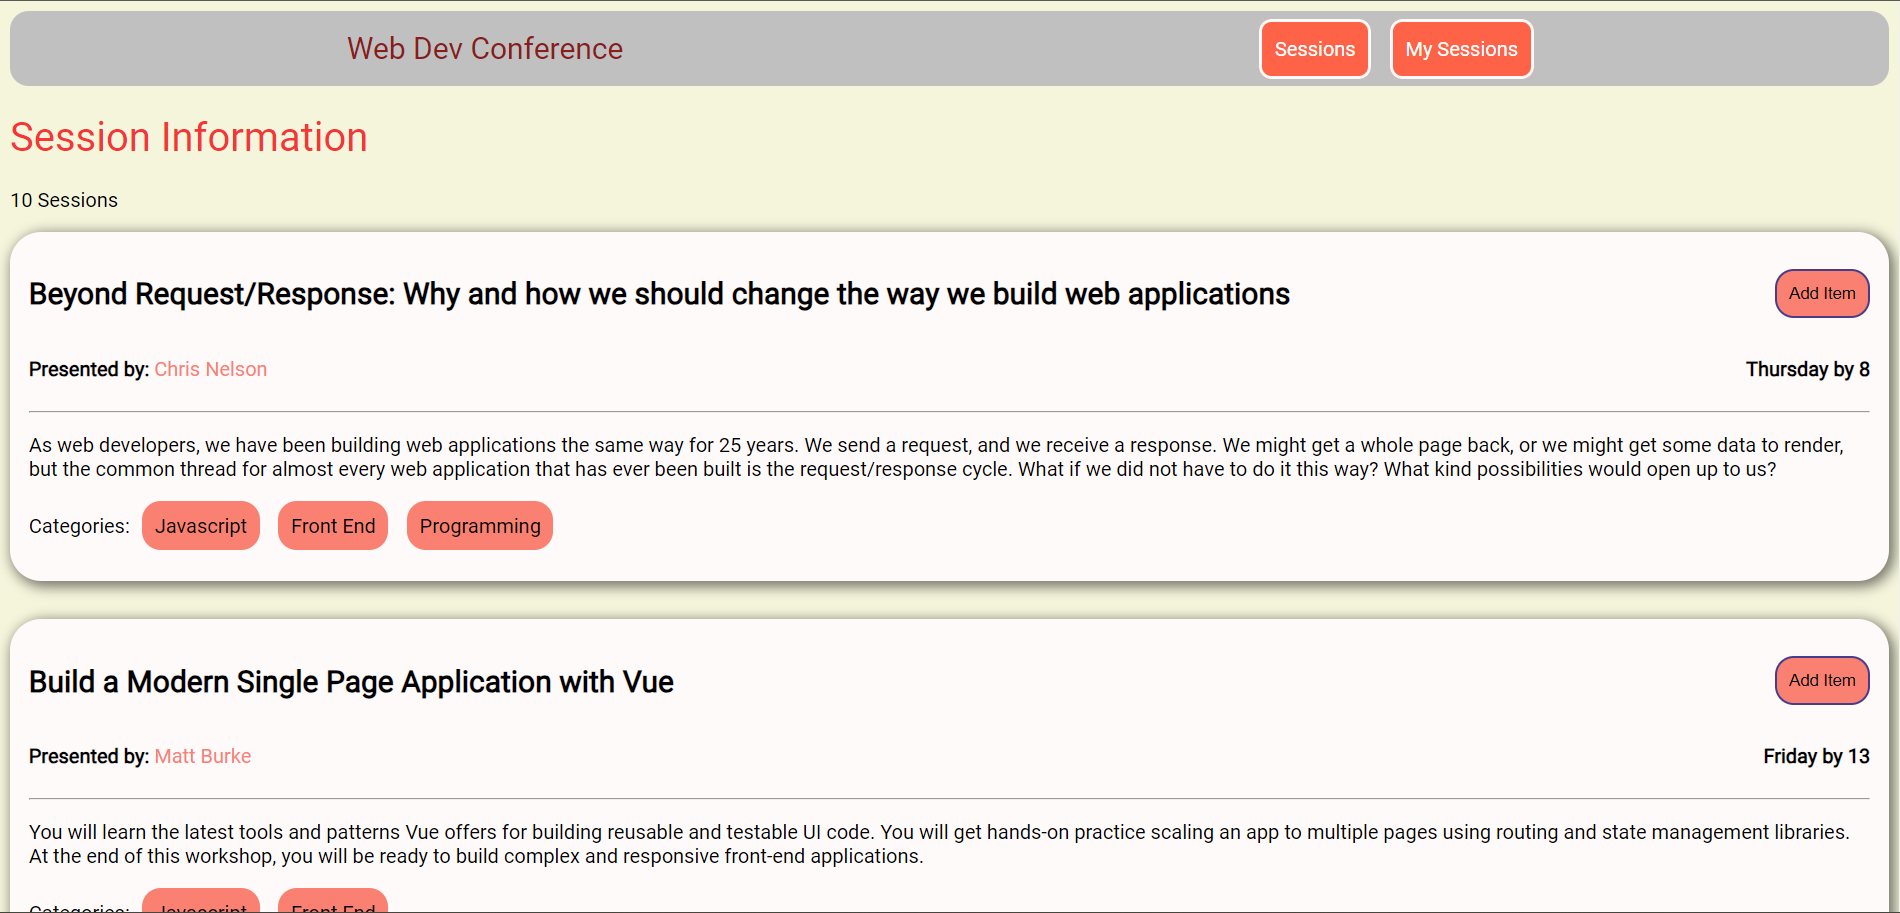 Web Dev Conference Sessions My Sessions
Session Information
10 Sessions
Beyond Request/Response: Why and how we should change the way we build web applications Add Item
Presented by: Chris Nelson Thursday by 8
As web developers, we have been building web applications the same way for 25 years. We send a request, and we receive a response. We might get a whole page back, or we might get some data to render,
but the common thread for almost every web application that has ever been built is the request/response cycle. What if we did not have to do it this way? What kind possibilities would open up to us?
Categories: Javascript Front End Programming
Build a Modern Single Page Application with Vue Add Item
Presented by: Matt Burke Friday by 13
You will learn the latest tools and patterns Vue offers for building reusable and testable UI code. You will get hands-on practice scaling an app to multiple pages using routing and state management libraries.
At the end of this workshop, you will be ready to build complex and responsive front-end applications.
Categories: Javascript Front End